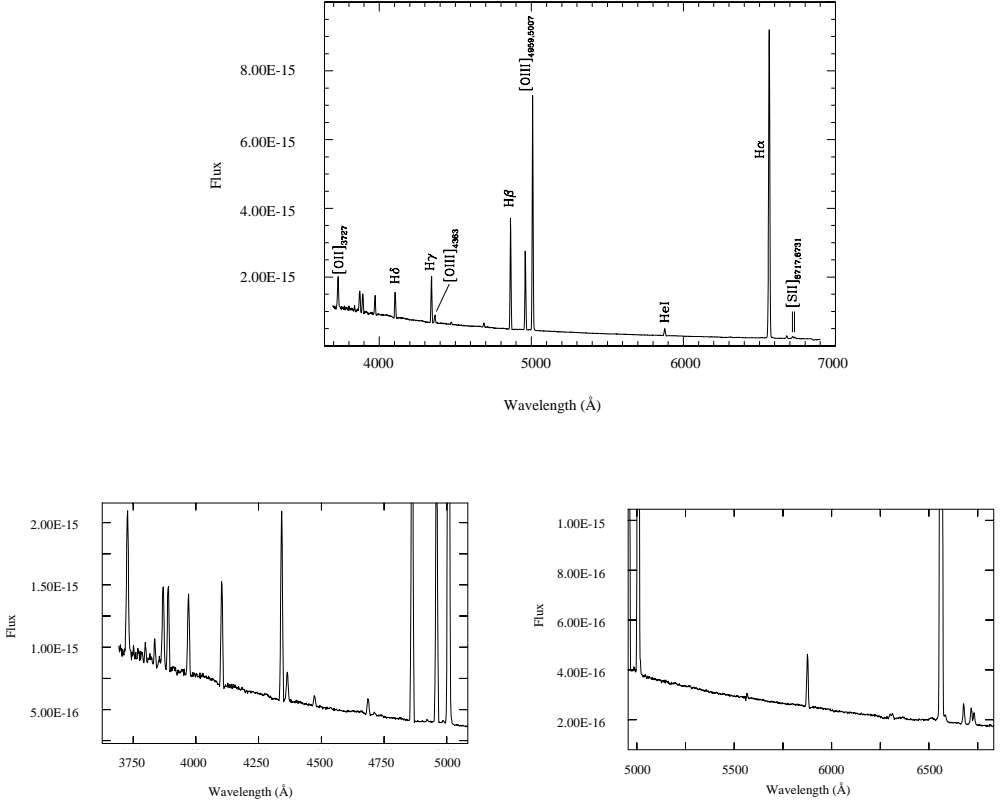 8.00E-15
6.00E-15
4.00E-15
2.00E-15
Flux
[OII]3727
Hδ
Hγ
[OIII]4363
Hβ
[OIII]4959,5007
HeI
Hα
[SII]6717,6731
4000 5000 6000 7000
Wavelength (Å)
2.00E-15
1.50E-15
1.00E-15
5.00E-16
Flux
3750 4000 4250 4500 4750 5000
Wavelength (Å)
1.00E-15
8.00E-16
6.00E-16
4.00E-16
2.00E-16
Flux
5000 5500 6000 6500
Wavelength (Å)